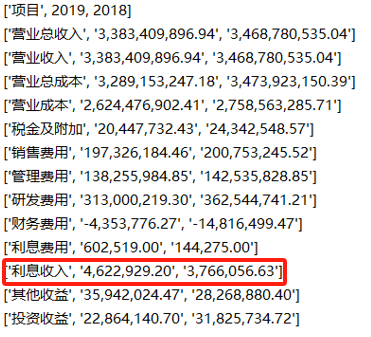 ['项目', 2019, 2018]
['营业总收入', '3,383,409,896.94', '3,468,780,535.04']
['营业收入', '3,383,409,896.94', '3,468,780,535.04']
['营业总成本', '3,289,153,247.18', '3,473,923,150.39']
['营业成本', '2,624,476,902.41', '2,758,563,285.71']
['税金及附加', '20,447,732.43', '24,342,548.57']
['销售费用', '197,326,184.46', '200,753,245.52']
['管理费用', '138,255,984.85', '142,535,828.85']
['研发费用', '313,000,219.30', '362,544,741.21']
['财务费用', '-4,353,776.27', '-14,816,499.47']
['利息费用', '602,519.00', '144,275.00']
['利息收入', '4,622,929.20', '3,766,056.63']
['其他收益', '35,942,024.47', '28,268,880.40']
['投资收益', '22,864,140.70', '31,825,734.72']